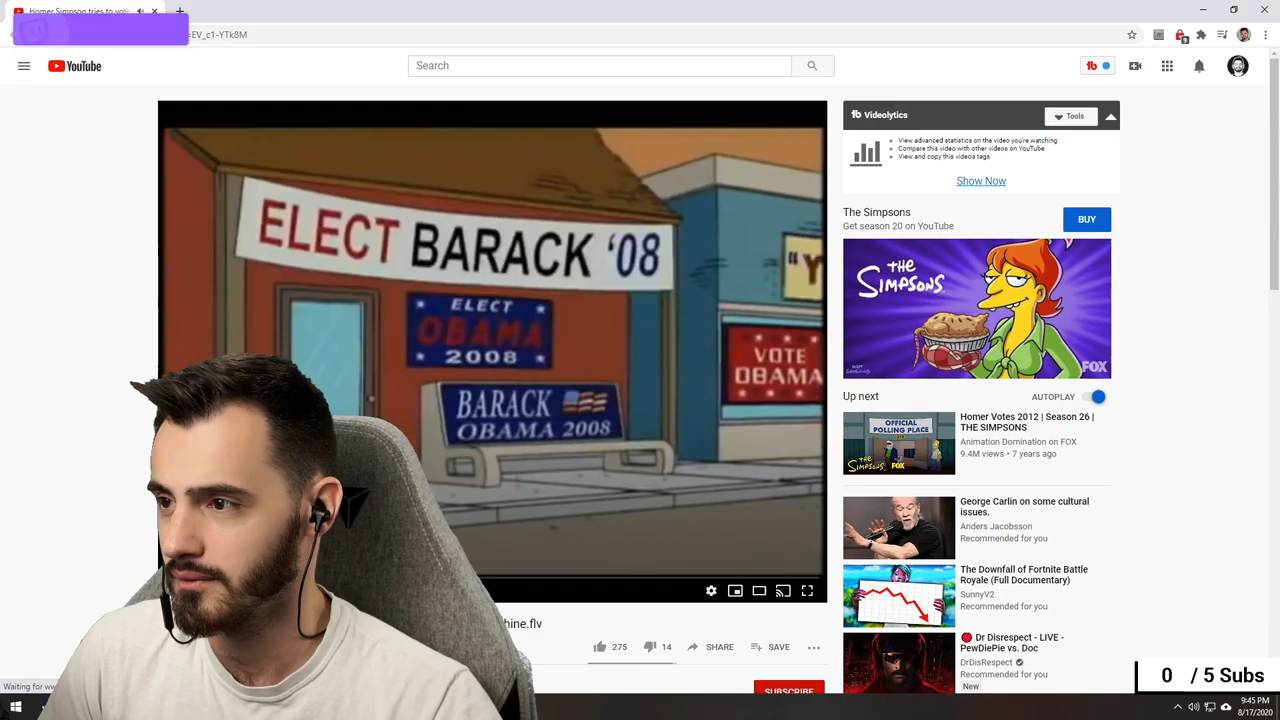 Homer Simpson tries to vote
=EV_c1-YTk8M
YouTube
Search
ELECT BARACK '08
ELECT
OBAMA
2008
BARACK
OBAMA 2008
"Y
VOTE
OBAMA
tb Videolytics
Tools
View advanced statistics on the video you're watching
Compare this video with other videos on YouTube
View and copy this video's tags
Show Now
The Simpsons
Get season 20 on YouTube
BUY
THE
SIMPSONS
FOX
Up next
AUTOPLAY
OFFICIAL
POLLING PLACE
THE
SIMPSONS
FOX
Homer Votes 2012 | Season 26 |
THE SIMPSONS
Animation Domination on FOX
9.4M views • 7 years ago
George Carlin on some cultural
issues.
Anders Jacobsson
Recommended for you
The Downfall of Fortnite Battle
Royale (Full Documentary)
SunnyV2
Recommended for you
🔴 Dr Disrespect - LIVE -
PewDiePie vs. Doc
DrDisRespect
Recommended for you
New
hine.flv
275
14
SHARE
SAVE
SUBSCRIBE
0 / 5 Subs
Waiting for ww
9:45 PM
8/17/2020